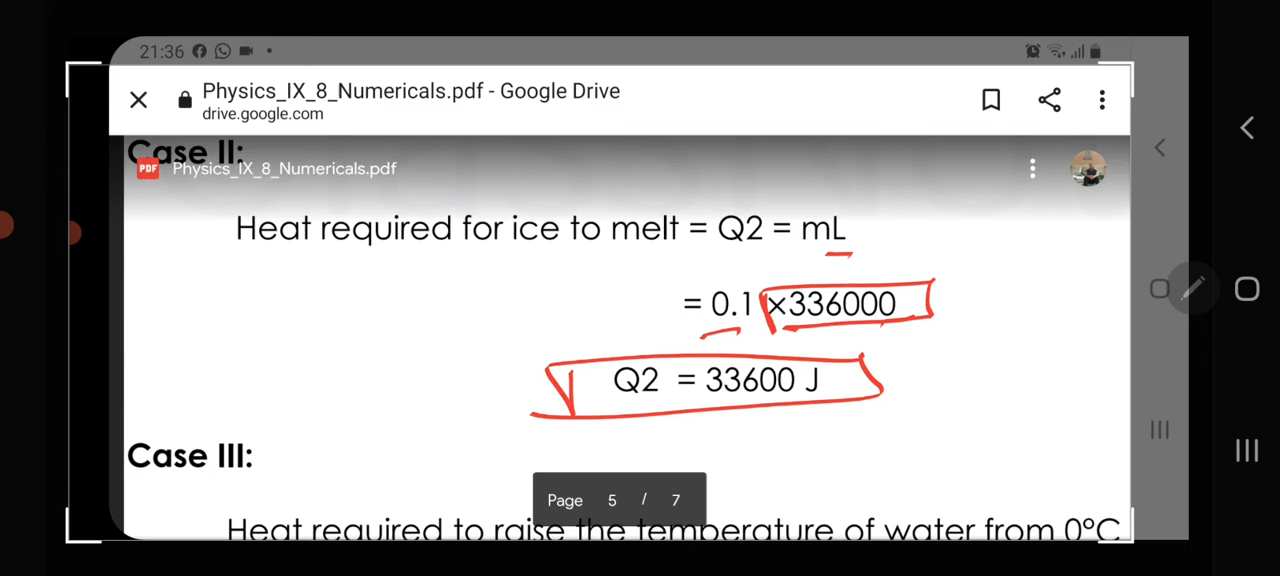 21:36
Physics_IX_8_Numericals.pdf - Google Drive
drive.google.com
Case II:
PDF Physics_IX_8_Numericals.pdf
Heat required for ice to melt = Q2 = mL
= 0.1 ×336000
Q2 = 33600 J
Case III:
Page 5 / 7
Heat required to raise the temperature of water from 0°C